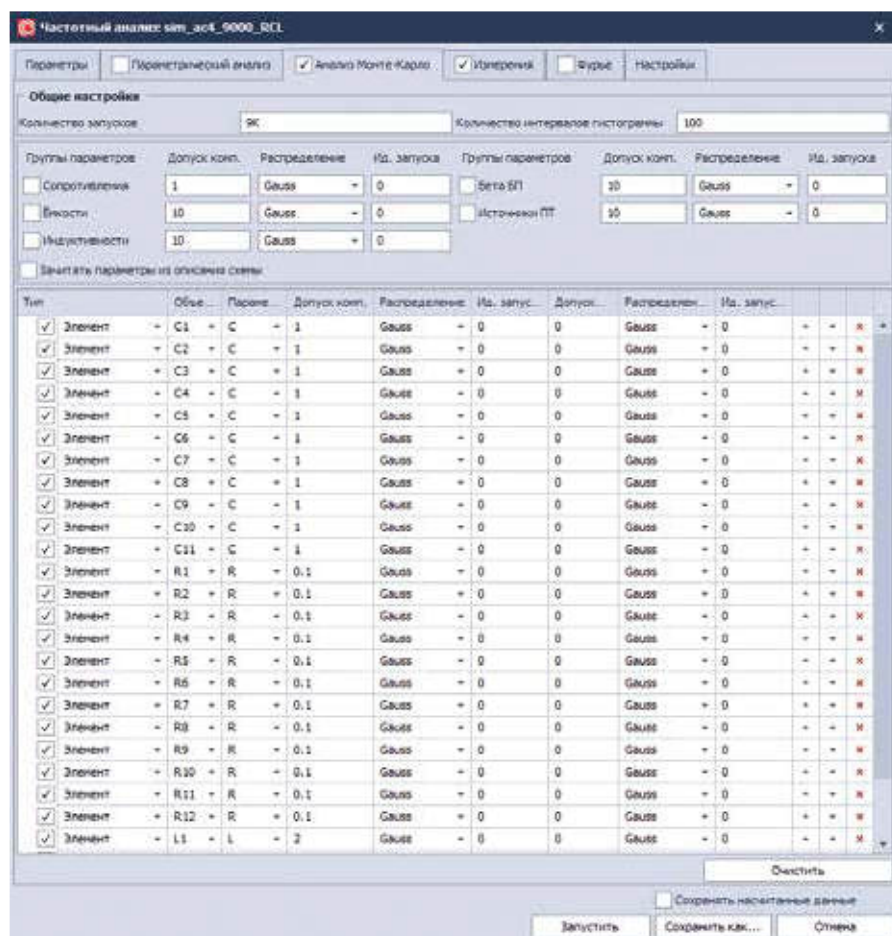 Частотный анализ sim_ac4_9000_RCL
Параметры Параметрический анализ Анализ Монте-Карло Измерения Фурье Настройки
Общие настройки
Количество запусков 9K Количество интервалов гистограммы 100
Группы параметров Допуск комп. Распределение Ид. запуска Группы параметров Допуск комп. Распределение Ид. запуска
Сопротивления 1 Gauss 0 Бета БП 10 Gauss 0
Ёмкости 10 Gauss 0 Источники ПТ 10 Gauss 0
Индуктивности 10 Gauss 0
Зачитать параметры из описания схемы
Тип Объе... Параме... Допуск комп. Распределение Ид. запус... Допуск... Распределен... Ид. запус...
Элемент C1 C 1 Gauss 0 0 Gauss 0
Элемент C2 C 1 Gauss 0 0 Gauss 0
Элемент C3 C 1 Gauss 0 0 Gauss 0
Элемент C4 C 1 Gauss 0 0 Gauss 0
Элемент C5 C 1 Gauss 0 0 Gauss 0
Элемент C6 C 1 Gauss 0 0 Gauss 0
Элемент C7 C 1 Gauss 0 0 Gauss 0
Элемент C8 C 1 Gauss 0 0 Gauss 0
Элемент C9 C 1 Gauss 0 0 Gauss 0
Элемент C10 C 1 Gauss 0 0 Gauss 0
Элемент C11 C 1 Gauss 0 0 Gauss 0
Элемент R1 R 0.1 Gauss 0 0 Gauss 0
Элемент R2 R 0.1 Gauss 0 0 Gauss 0
Элемент R3 R 0.1 Gauss 0 0 Gauss 0
Элемент R4 R 0.1 Gauss 0 0 Gauss 0
Элемент R5 R 0.1 Gauss 0 0 Gauss 0
Элемент R6 R 0.1 Gauss 0 0 Gauss 0
Элемент R7 R 0.1 Gauss 0 0 Gauss 0
Элемент R8 R 0.1 Gauss 0 0 Gauss 0
Элемент R9 R 0.1 Gauss 0 0 Gauss 0
Элемент R10 R 0.1 Gauss 0 0 Gauss 0
Элемент R11 R 0.1 Gauss 0 0 Gauss 0
Элемент R12 R 0.1 Gauss 0 0 Gauss 0
Элемент L1 L 2 Gauss 0 0 Gauss 0
Очистить
Сохранять насчитанные данные
Запустить Сохранить как... Отмена